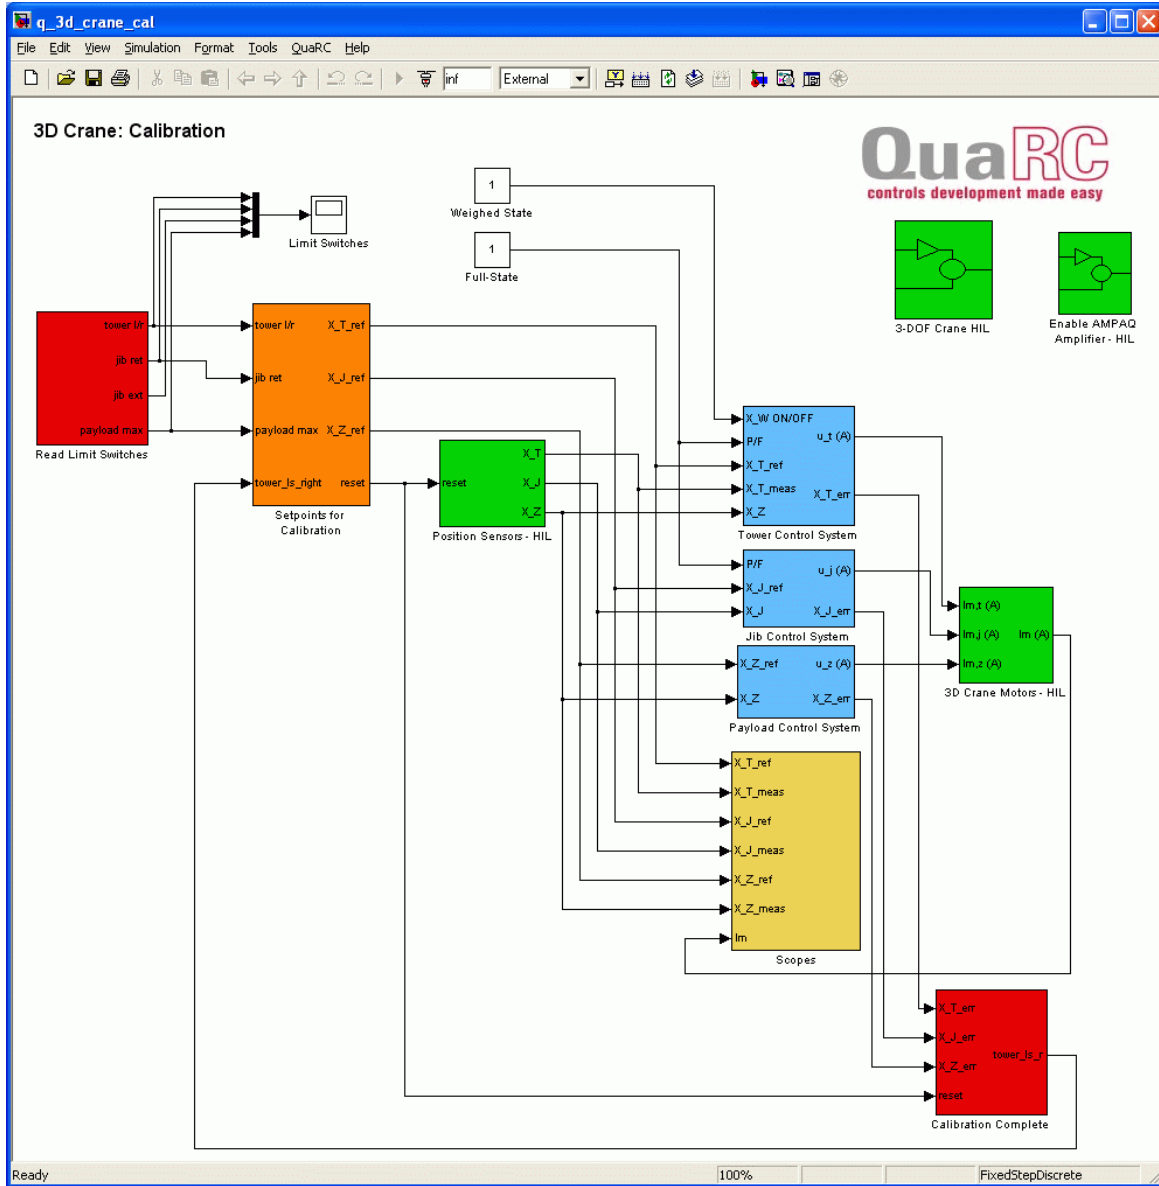 q_3d_crane_cal
File Edit View Simulation Format Tools QuaRC Help
inf External
3D Crane: Calibration
QuaRC
controls development made easy
1
Weighed State
Limit Switches
1
Full-State
3-DOF Crane HIL
Enable AMPAQ
Amplifier - HIL
tower l/r
jib ret
jib ext
payload max
Read Limit Switches
tower l/r X_T_ref
jib ret X_J_ref
payload max X_Z_ref
tower_ls_right reset
Setpoints for
Calibration
X_T
reset X_J
X_Z
Position Sensors - HIL
X_W ON/OFF
u_t (A)
P/F
X_T_ref
X_T_meas
X_T_err
X_Z
Tower Control System
P/F
u_j (A)
X_J_ref
X_J X_J_err
Jib Control System
X_Z_ref u_z (A)
X_Z X_Z_err
Payload Control System
Im,t (A)
Im,j (A) Im (A)
Im,z (A)
3D Crane Motors - HIL
X_T_ref
X_T_meas
X_J_ref
X_J_meas
X_Z_ref
X_Z_meas
Im
Scopes
X_T_err
X_J_err
tower_ls_r
X_Z_err
reset
Calibration Complete
Ready 100% FixedStepDiscrete